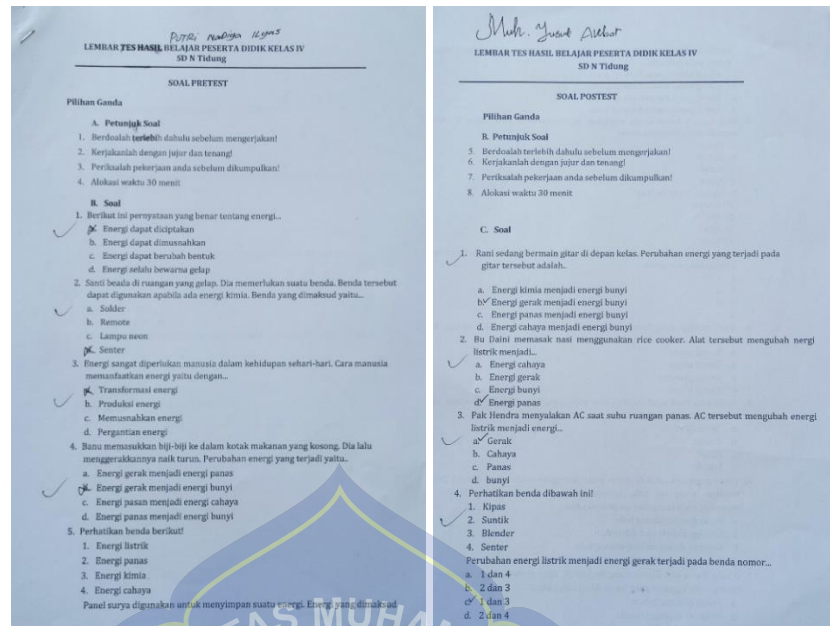 PUTRi Nadiya Ilyas
LEMBAR TES HASIL BELAJAR PESERTA DIDIK KELAS IV
SD N Tidung
SOAL PRETEST
Pilihan Ganda
A. Petunjuk Soal
1. Berdoalah terlebih dahulu sebelum mengerjakan!
2. Kerjakanlah dengan jujur dan tenang!
3. Periksalah pekerjaan anda sebelum dikumpulkan!
4. Alokasi waktu 30 menit
B. Soal
1. Berikut ini pernyataan yang benar tentang energi...
a. Energi dapat diciptakan
b. Energi dapat dimusnahkan
c. Energi dapat berubah bentuk
d. Energi selalu bewarna gelap
2. Santi beada di ruangan yang gelap. Dia memerlukan suatu benda. Benda tersebut
dapat digunakan apabila ada energi kimia. Benda yang dimaksud yaitu...
a. Solder
b. Remote
c. Lampu neon
d. Senter
3. Energi sangat diperlukan manusia dalam kehidupan sehari-hari. Cara manusia
memanfaatkan energi yaitu dengan...
a. Transformasi energi
b. Produksi energi
c. Memusnahkan energi
d. Pergantian energi
4. Banu memasukkan biji-biji ke dalam kotak makanan yang kosong. Dia lalu
menggerakkannya naik turun. Perubahan energi yang terjadi yaitu..
a. Energi gerak menjadi energi panas
b. Energi gerak menjadi energi bunyi
c. Energi pasan menjadi energi cahaya
d. Energi panas menjadi energi bunyi
5. Perhatikan benda berikut!
1. Energi listrik
2. Energi panas
3. Energi kimia
4. Energi cahaya
Panel surya digunakan untuk menyimpan suatu energi. Energi yang dimaksud
Muh. Yusuf
LEMBAR TES HASIL BELAJAR PESERTA DIDIK KELAS IV
SD N Tidung
SOAL POSTEST
Pilihan Ganda
B. Petunjuk Soal
5. Berdoalah terlebih dahulu sebelum mengerjakan!
6. Kerjakanlah dengan jujur dan tenang!
7. Periksalah pekerjaan anda sebelum dikumpulkan!
8. Alokasi waktu 30 menit
C. Soal
1. Rani sedang bermain gitar di depan kelas. Perubahan energi yang terjadi pada
gitar tersebut adalah..
a. Energi kimia menjadi energi bunyi
b. Energi gerak menjadi energi bunyi
c. Energi panas menjadi energi bunyi
d. Energi cahaya menjadi energi bunyi
2. Bu Daini memasak nasi menggunakan rice cooker. Alat tersebut mengubah nergi
listrik menjadi...
a. Energi cahaya
b. Energi gerak
c. Energi bunyi
d. Energi panas
3. Pak Hendra menyalakan AC saat suhu ruangan panas. AC tersebut mengubah energi
listrik menjadi energi...
a. Gerak
b. Cahaya
c. Panas
d. bunyi
4. Perhatikan benda dibawah ini!
1. Kipas
2. Suntik
3. Blender
4. Senter
Perubahan energi listrik menjadi energi gerak terjadi pada benda nomor...
a. 1 dan 4
b. 2 dan 3
c. 1 dan 3
d. 2 dan 4
AS MUHA